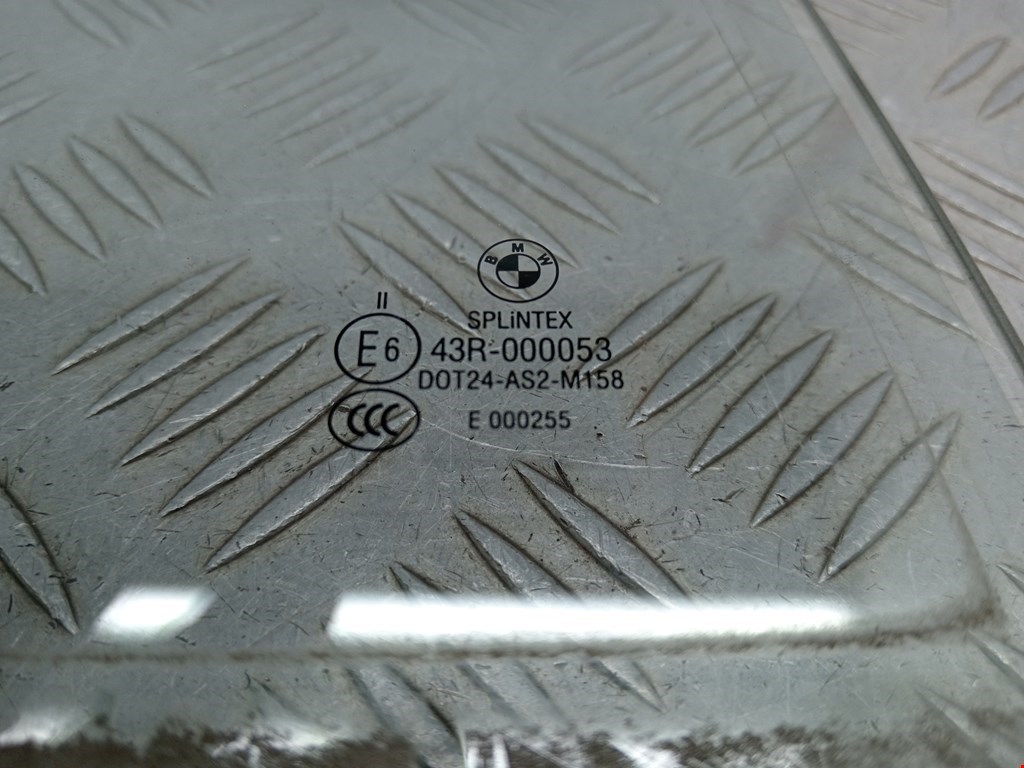 BMW
II
SPLiNTEX
E6 43R-000053
DOT24-AS2-M158
CCC E 000255